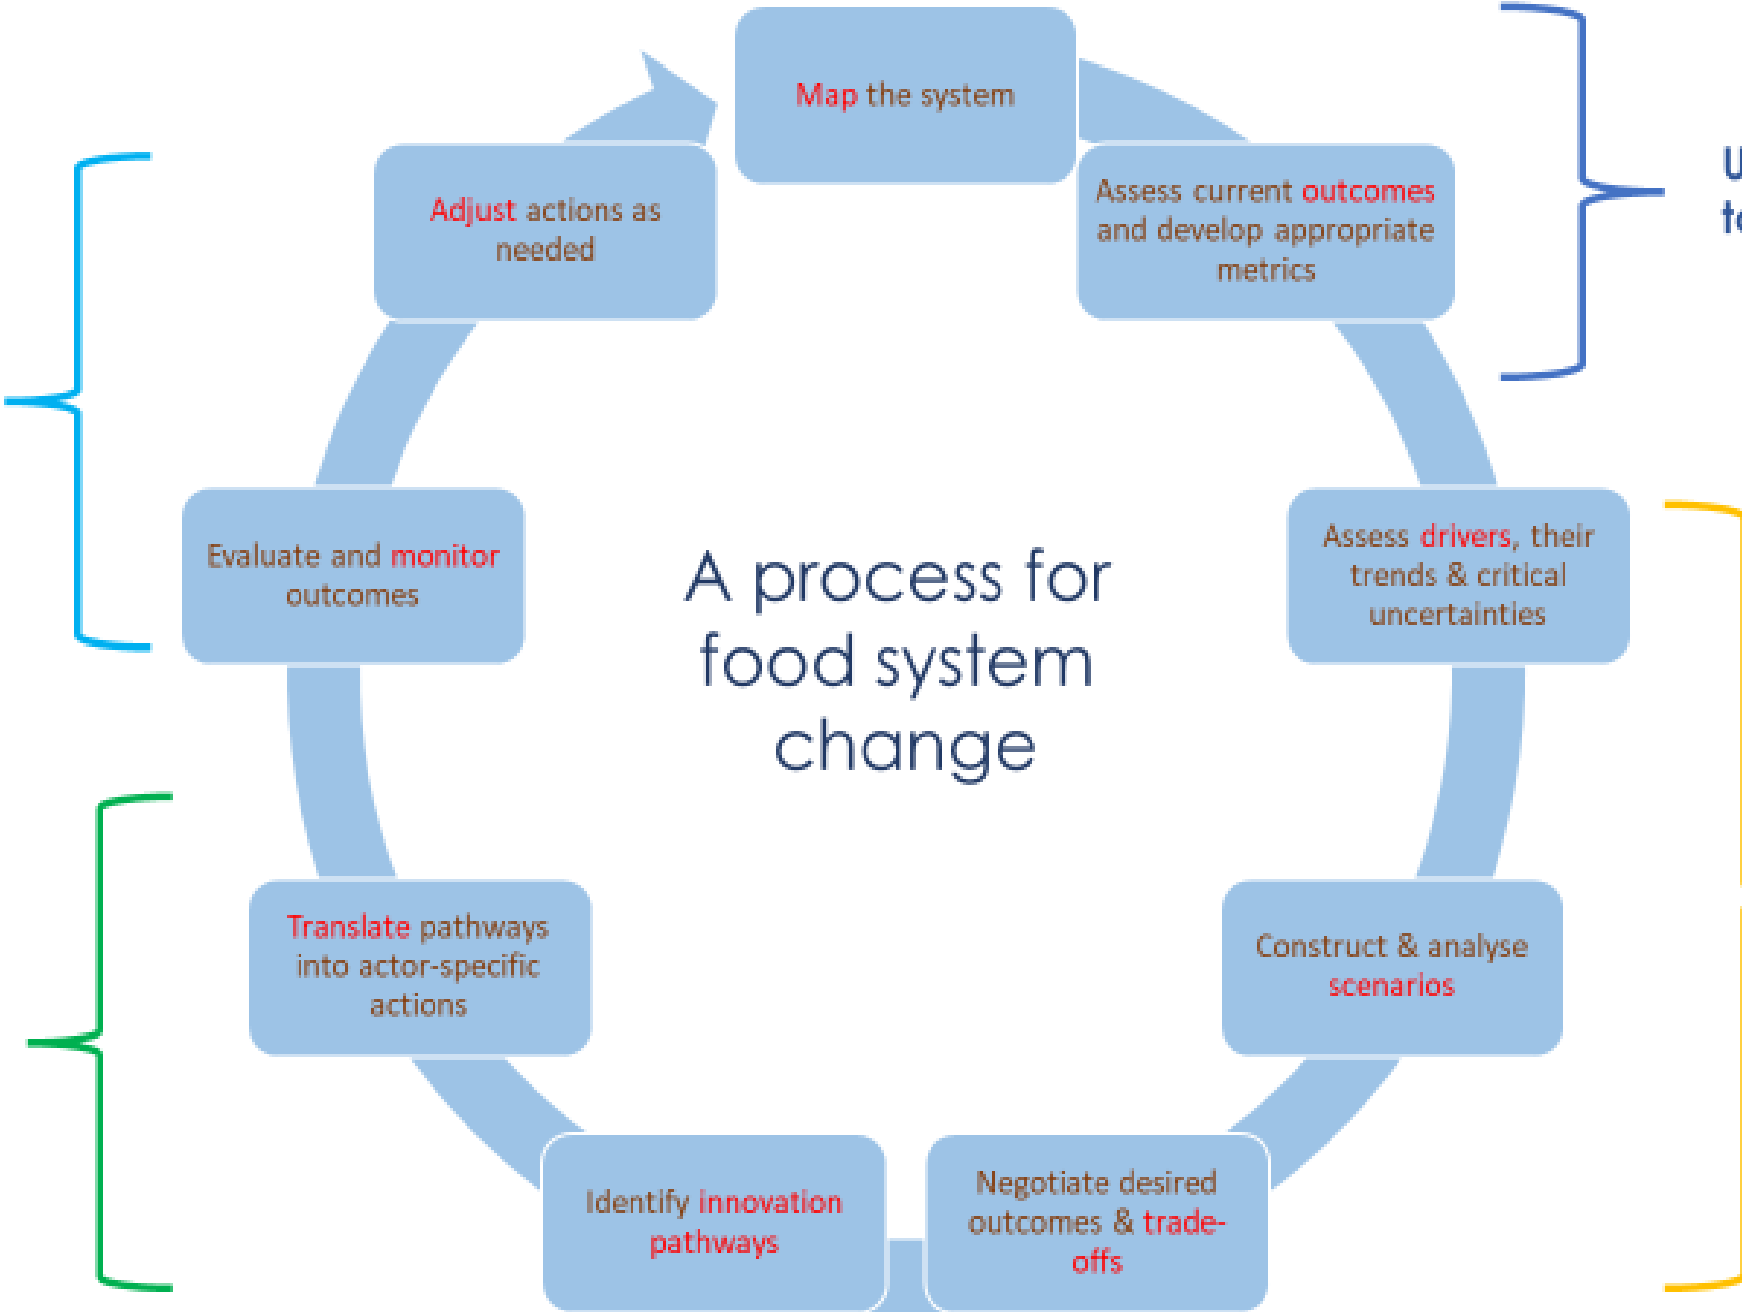 Map the system
Assess current outcomes
and develop appropriate
metrics
Assess drivers, their
trends & critical
uncertainties
Construct & analyse
scenarios
Negotiate desired
outcomes & trade-
offs
Identify innovation
pathways
Translate pathways
into actor-specific
actions
Evaluate and monitor
outcomes
Adjust actions as
needed
A process for
food system
change